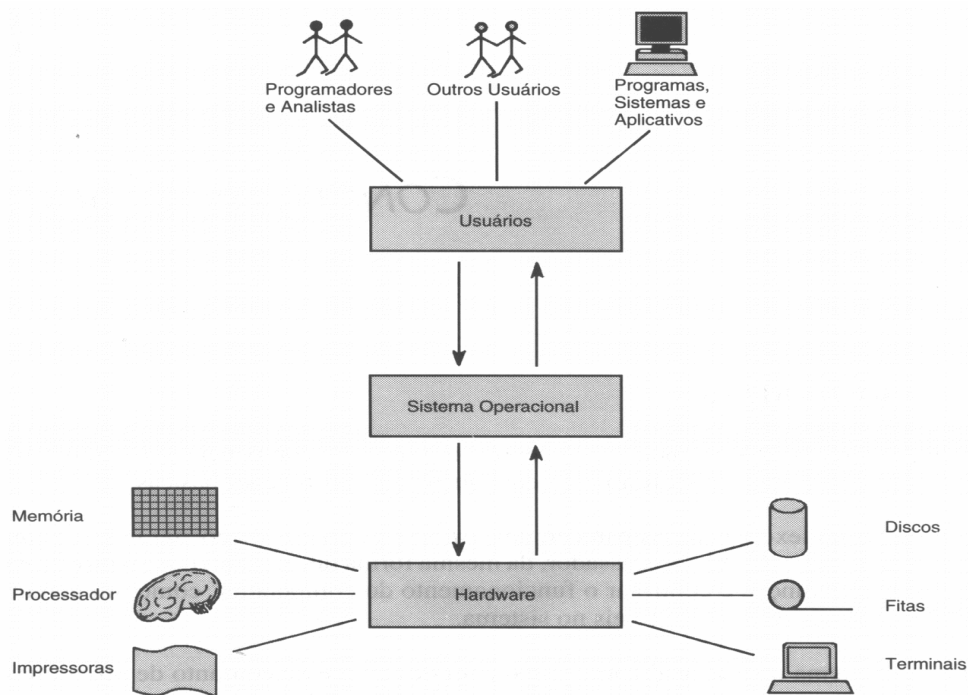 Programadores
e Analistas
Outros Usuários
Programas,
Sistemas e
Aplicativos
Usuários
Sistema Operacional
Memória
Discos
Processador
Hardware
Fitas
Impressoras
Terminais